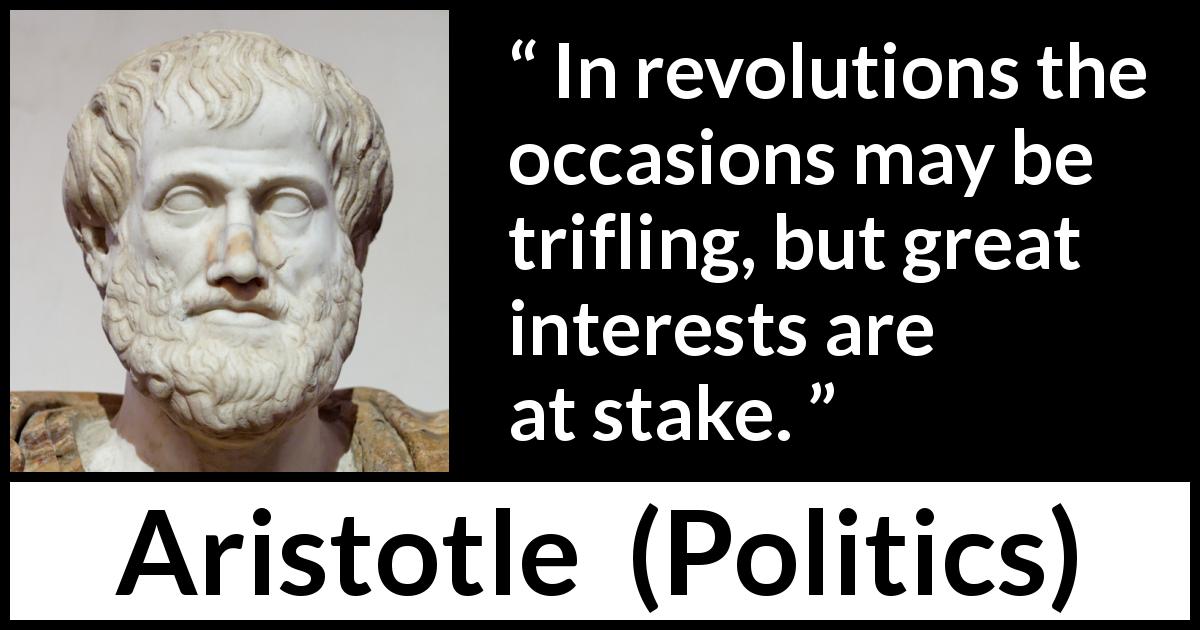 “ In revolutions the
occasions may be
trifling, but great
interests are
at stake. ”
Aristotle (Politics)